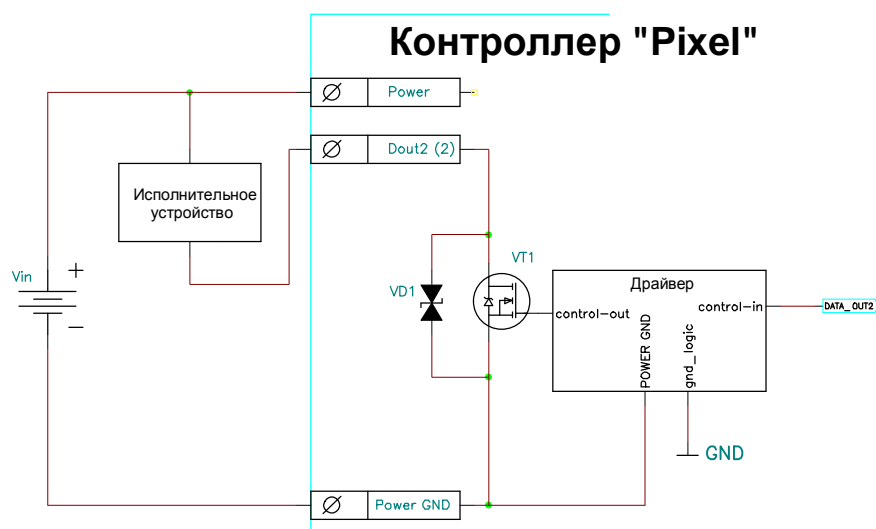 Контроллер "Pixel"
Power
Dout2 (2)
Исполнительное
устройство
Vin
+
−
VD1
VT1
Драйвер
control-out
control-in
POWER GND
gnd_logic
DATA_OUT2
GND
Power GND